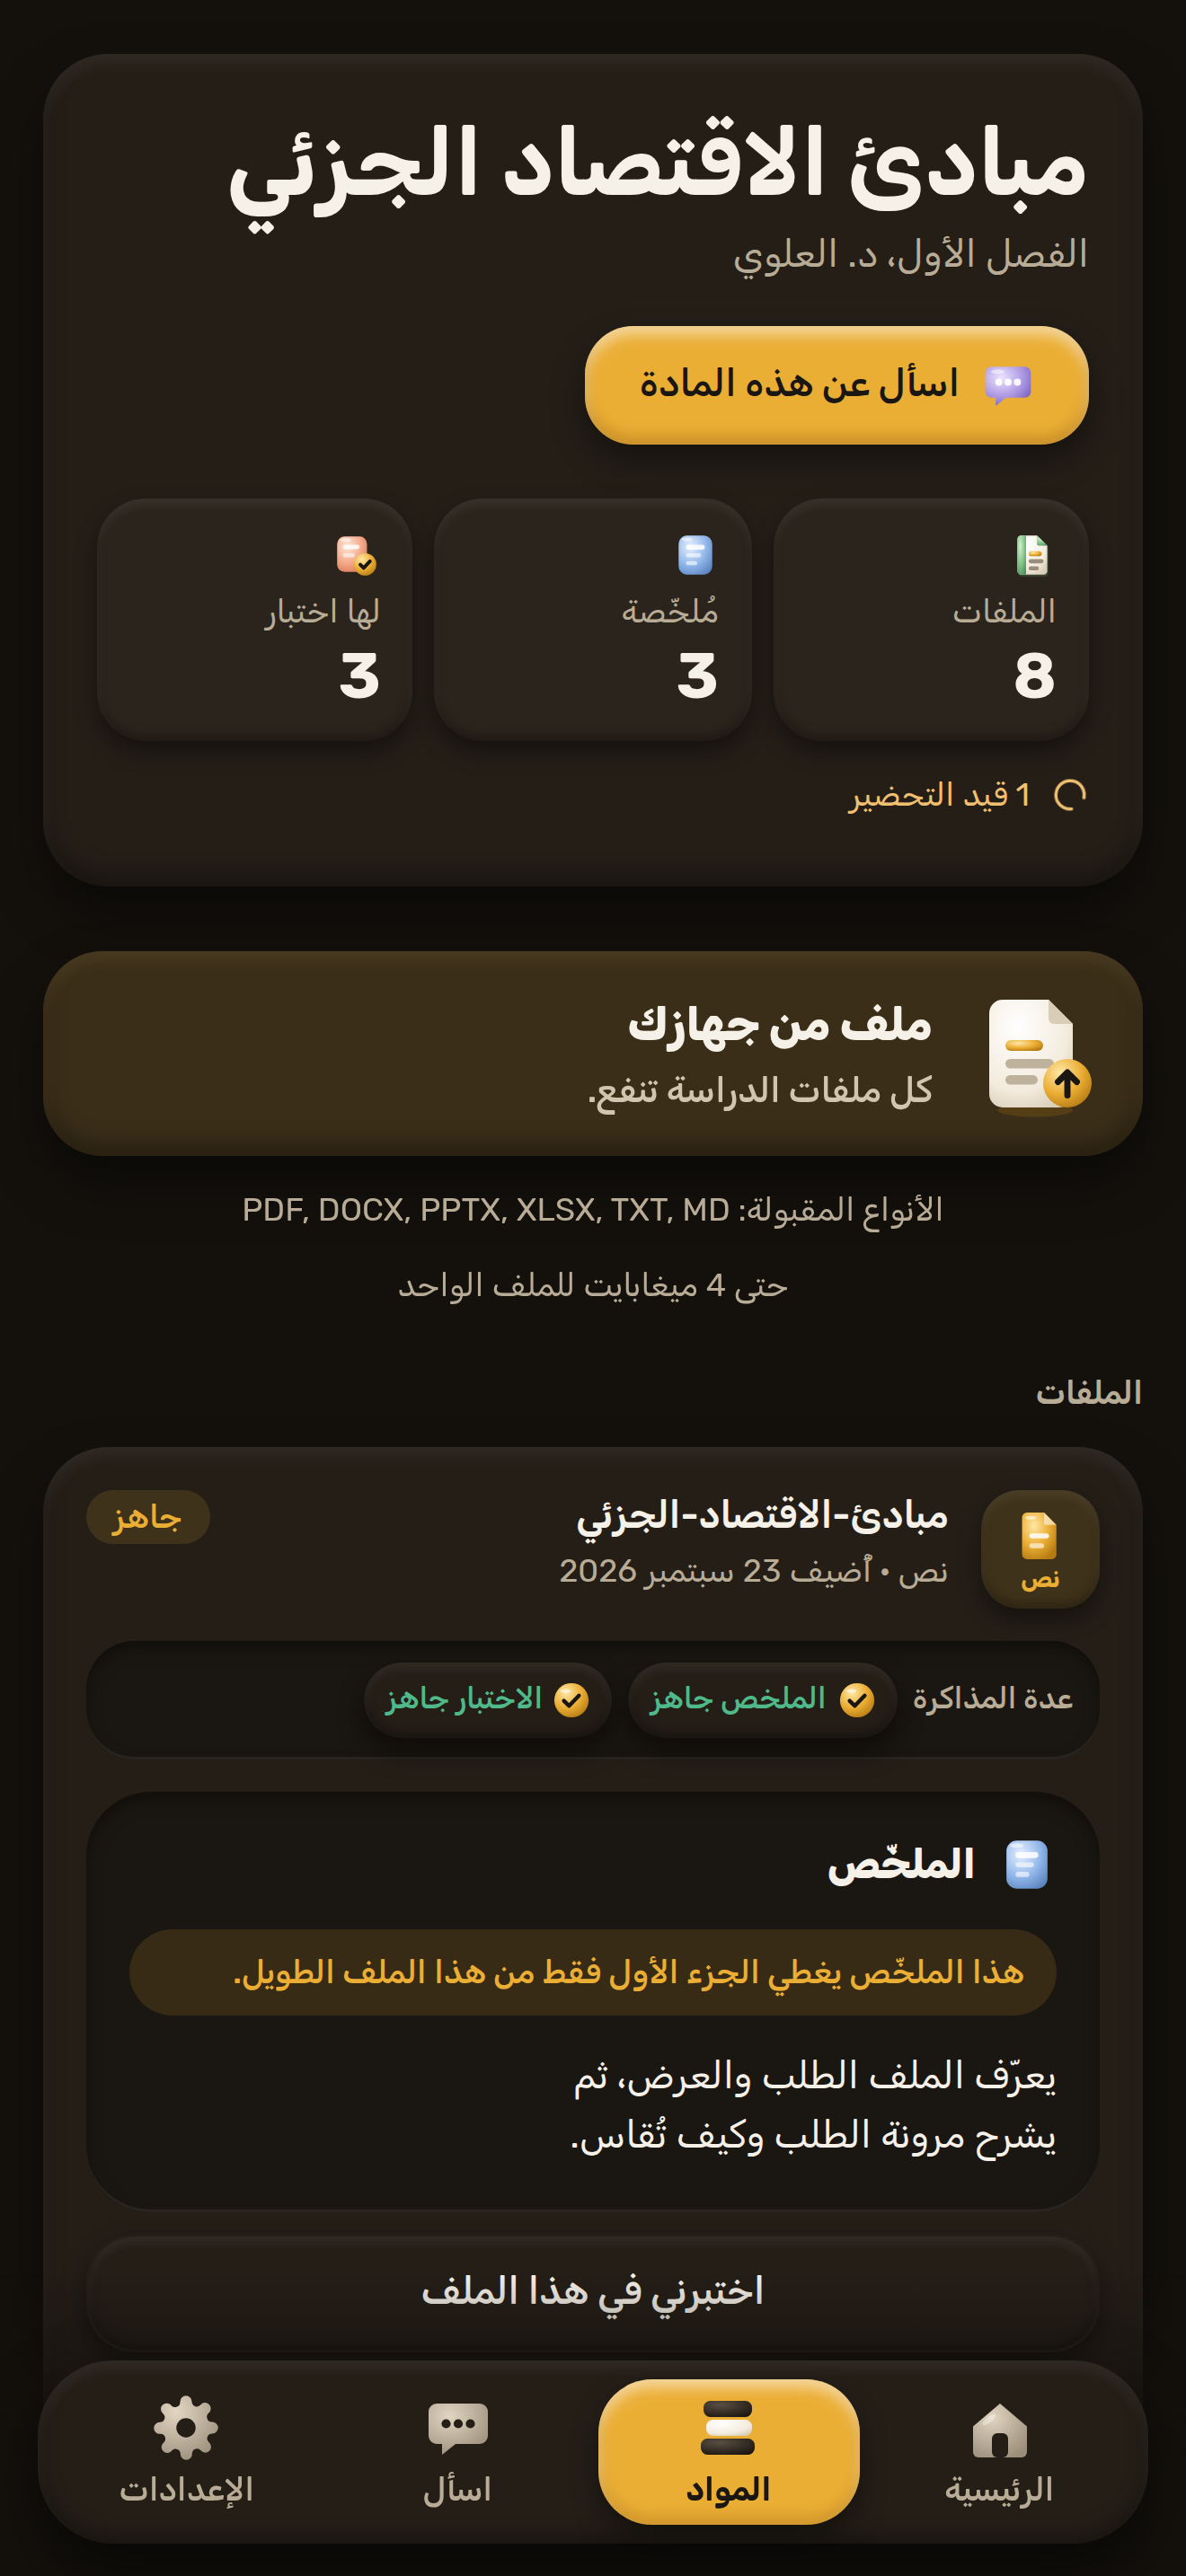 مبادئ الاقتصاد الجزئي
الفصل الأول، د. العلوي
اسأل عن هذه المادة
الملفات
8
مُلخّصة
3
لها اختبار
3
1 قيد التحضير
ملف من جهازك
كل ملفات الدراسة تنفع.
الأنواع المقبولة: PDF, DOCX, PPTX, XLSX, TXT, MD
حتى 4 ميغابايت للملف الواحد
الملفات
مبادئ-الاقتصاد-الجزئي
جاهز
نص
نص • أُضيف 23 سبتمبر 2026
عدة المذاكرة
الملخص جاهز
الاختبار جاهز
الملخّص
هذا الملخّص يغطي الجزء الأول فقط من هذا الملف الطويل.
يعرّف الملف الطلب والعرض، ثم
يشرح مرونة الطلب وكيف تُقاس.
اختبرني في هذا الملف
الرئيسية
المواد
اسأل
الإعدادات